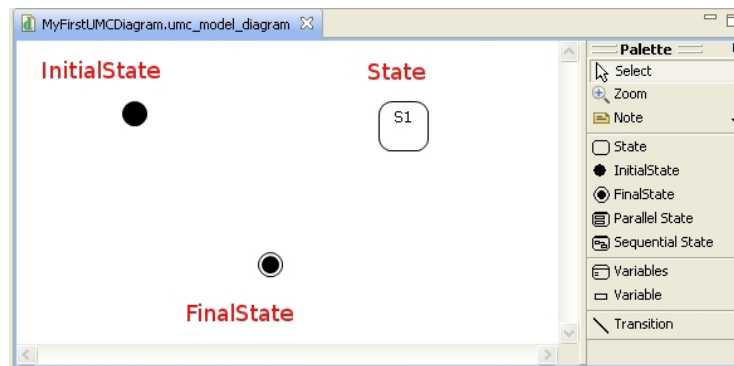 MyFirstUMCDiagram.umc_model_diagram
InitialState
State
S1
FinalState
Palette
Select
Zoom
Note
State
InitialState
FinalState
Parallel State
Sequential State
Variables
Variable
Transition